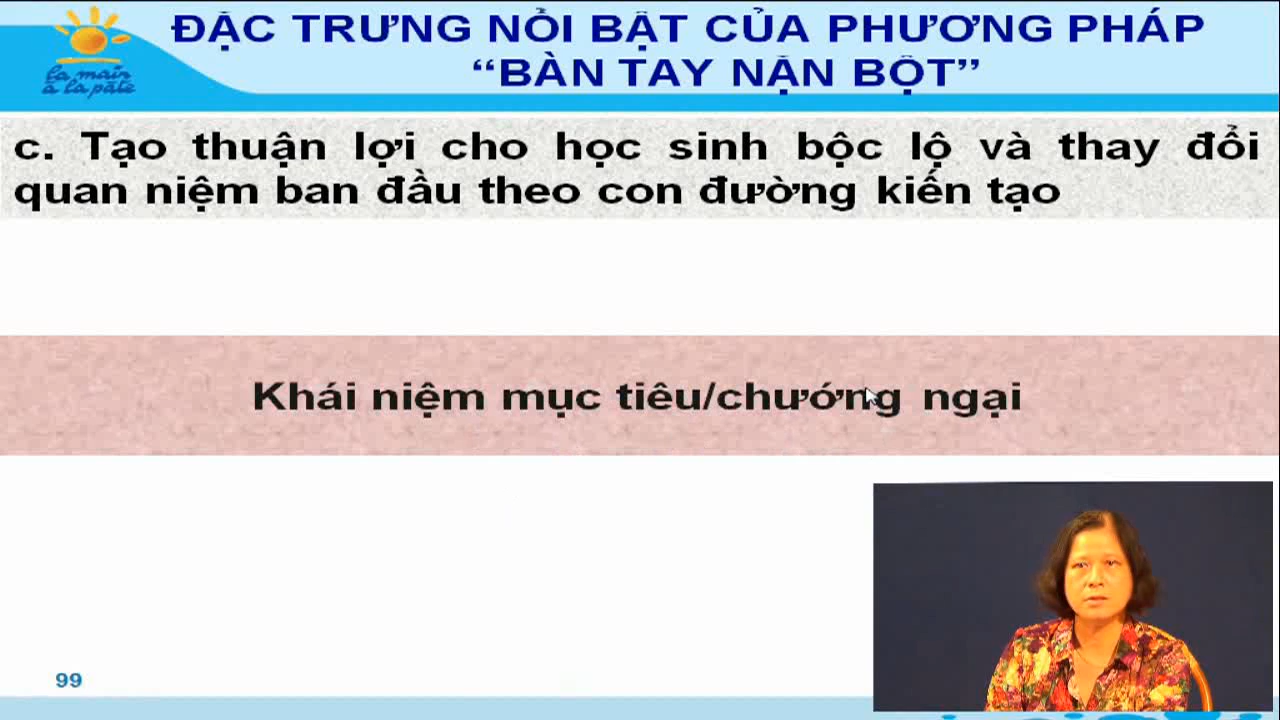 ĐẶC TRƯNG NỔI BẬT CỦA PHƯƠNG PHÁP
“BÀN TAY NẶN BỘT”
la main
à la pâte
c. Tạo thuận lợi cho học sinh bộc lộ và thay đổi
quan niệm ban đầu theo con đường kiến tạo
Khái niệm mục tiêu/chướng ngại
99